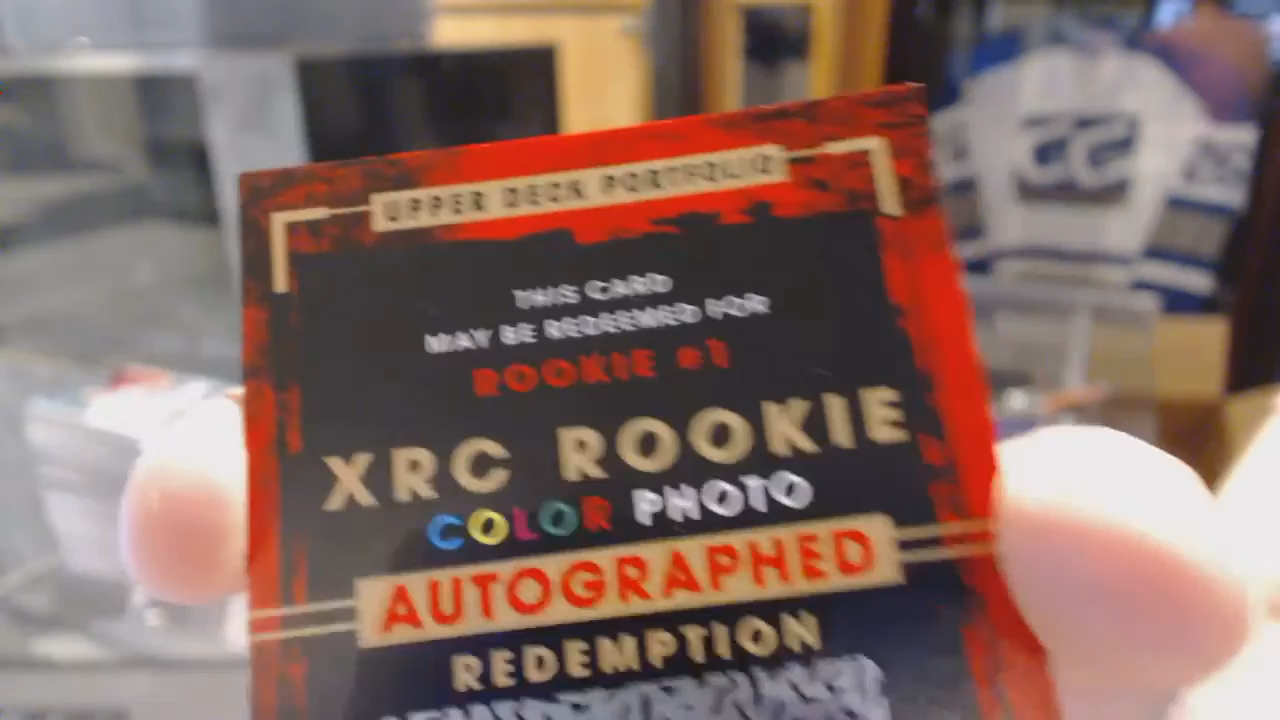 UPPER DECK PORTFOLIO
THIS CARD
MAY BE REDEEMED FOR
ROOKIE #1
XRC ROOKIE
COLOR PHOTO
AUTOGRAPHED
REDEMPTION